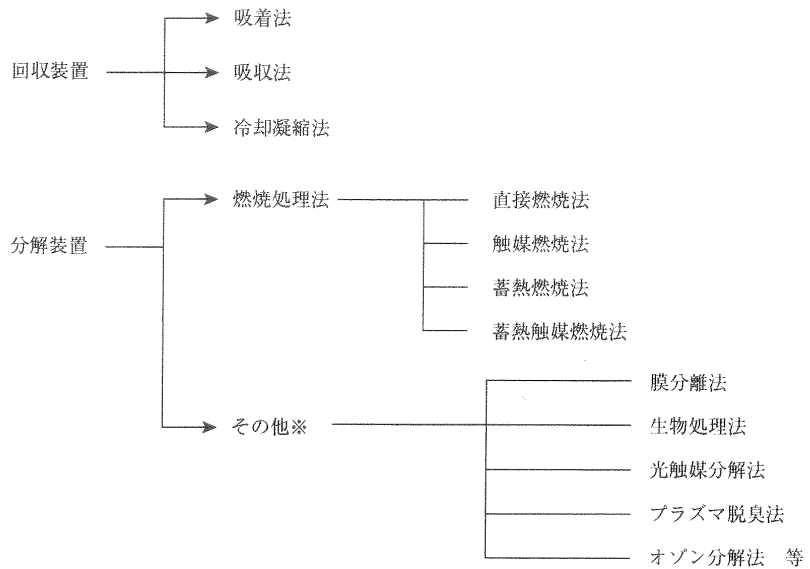 吸着法
回収装置
吸収法
冷却凝縮法
燃焼処理法
直接燃焼法
分解装置
触媒燃焼法
蓄熱燃焼法
蓄熱触媒燃焼法
膜分離法
その他※
生物処理法
光触媒分解法
プラズマ脱臭法
オゾン分解法 等